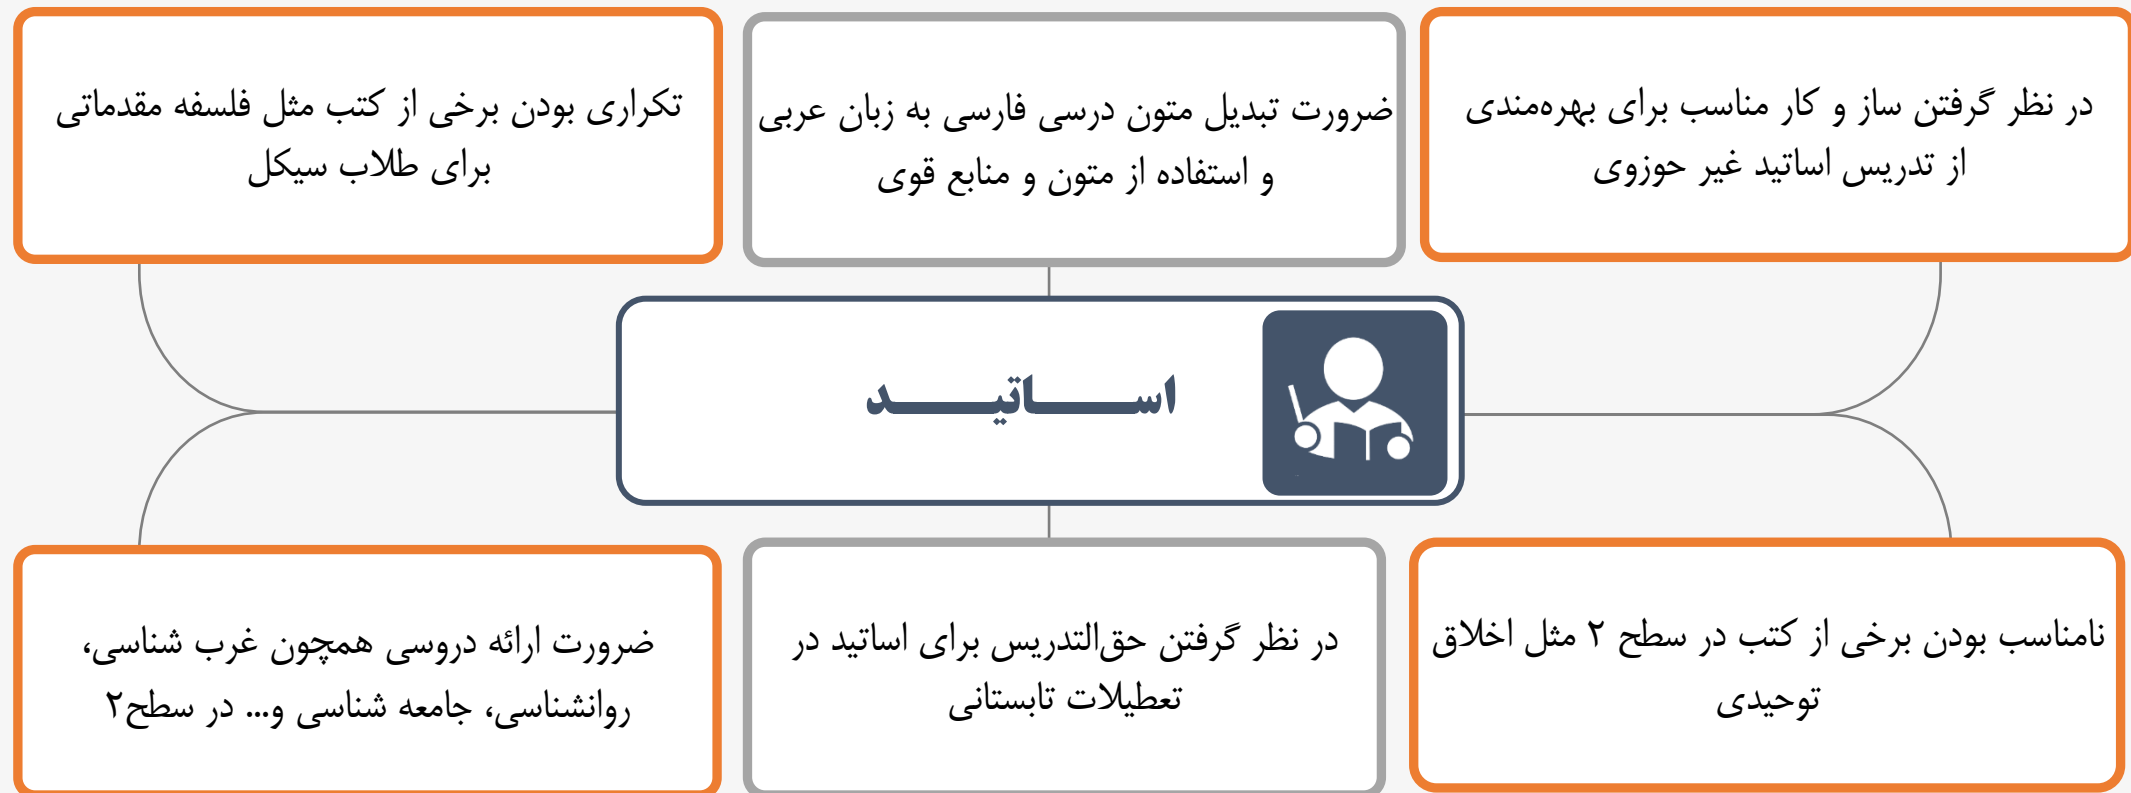 در نظر گرفتن ساز و کار مناسب برای بهره‌مندی
از تدریس اساتید غیر حوزوی
ضرورت تبدیل متون درسی فارسی به زبان عربی
و استفاده از متون و منابع قوی
تکراری بودن برخی از کتب مثل فلسفه مقدماتی
برای طلاب سیکل
اســـــاتیـــــد
نامناسب بودن برخی از کتب در سطح ۲ مثل اخلاق
توحیدی
در نظر گرفتن حق‌التدریس برای اساتید در
تعطیلات تابستانی
ضرورت ارائه دروسی همچون غرب شناسی،
روانشناسی، جامعه شناسی و... در سطح۲